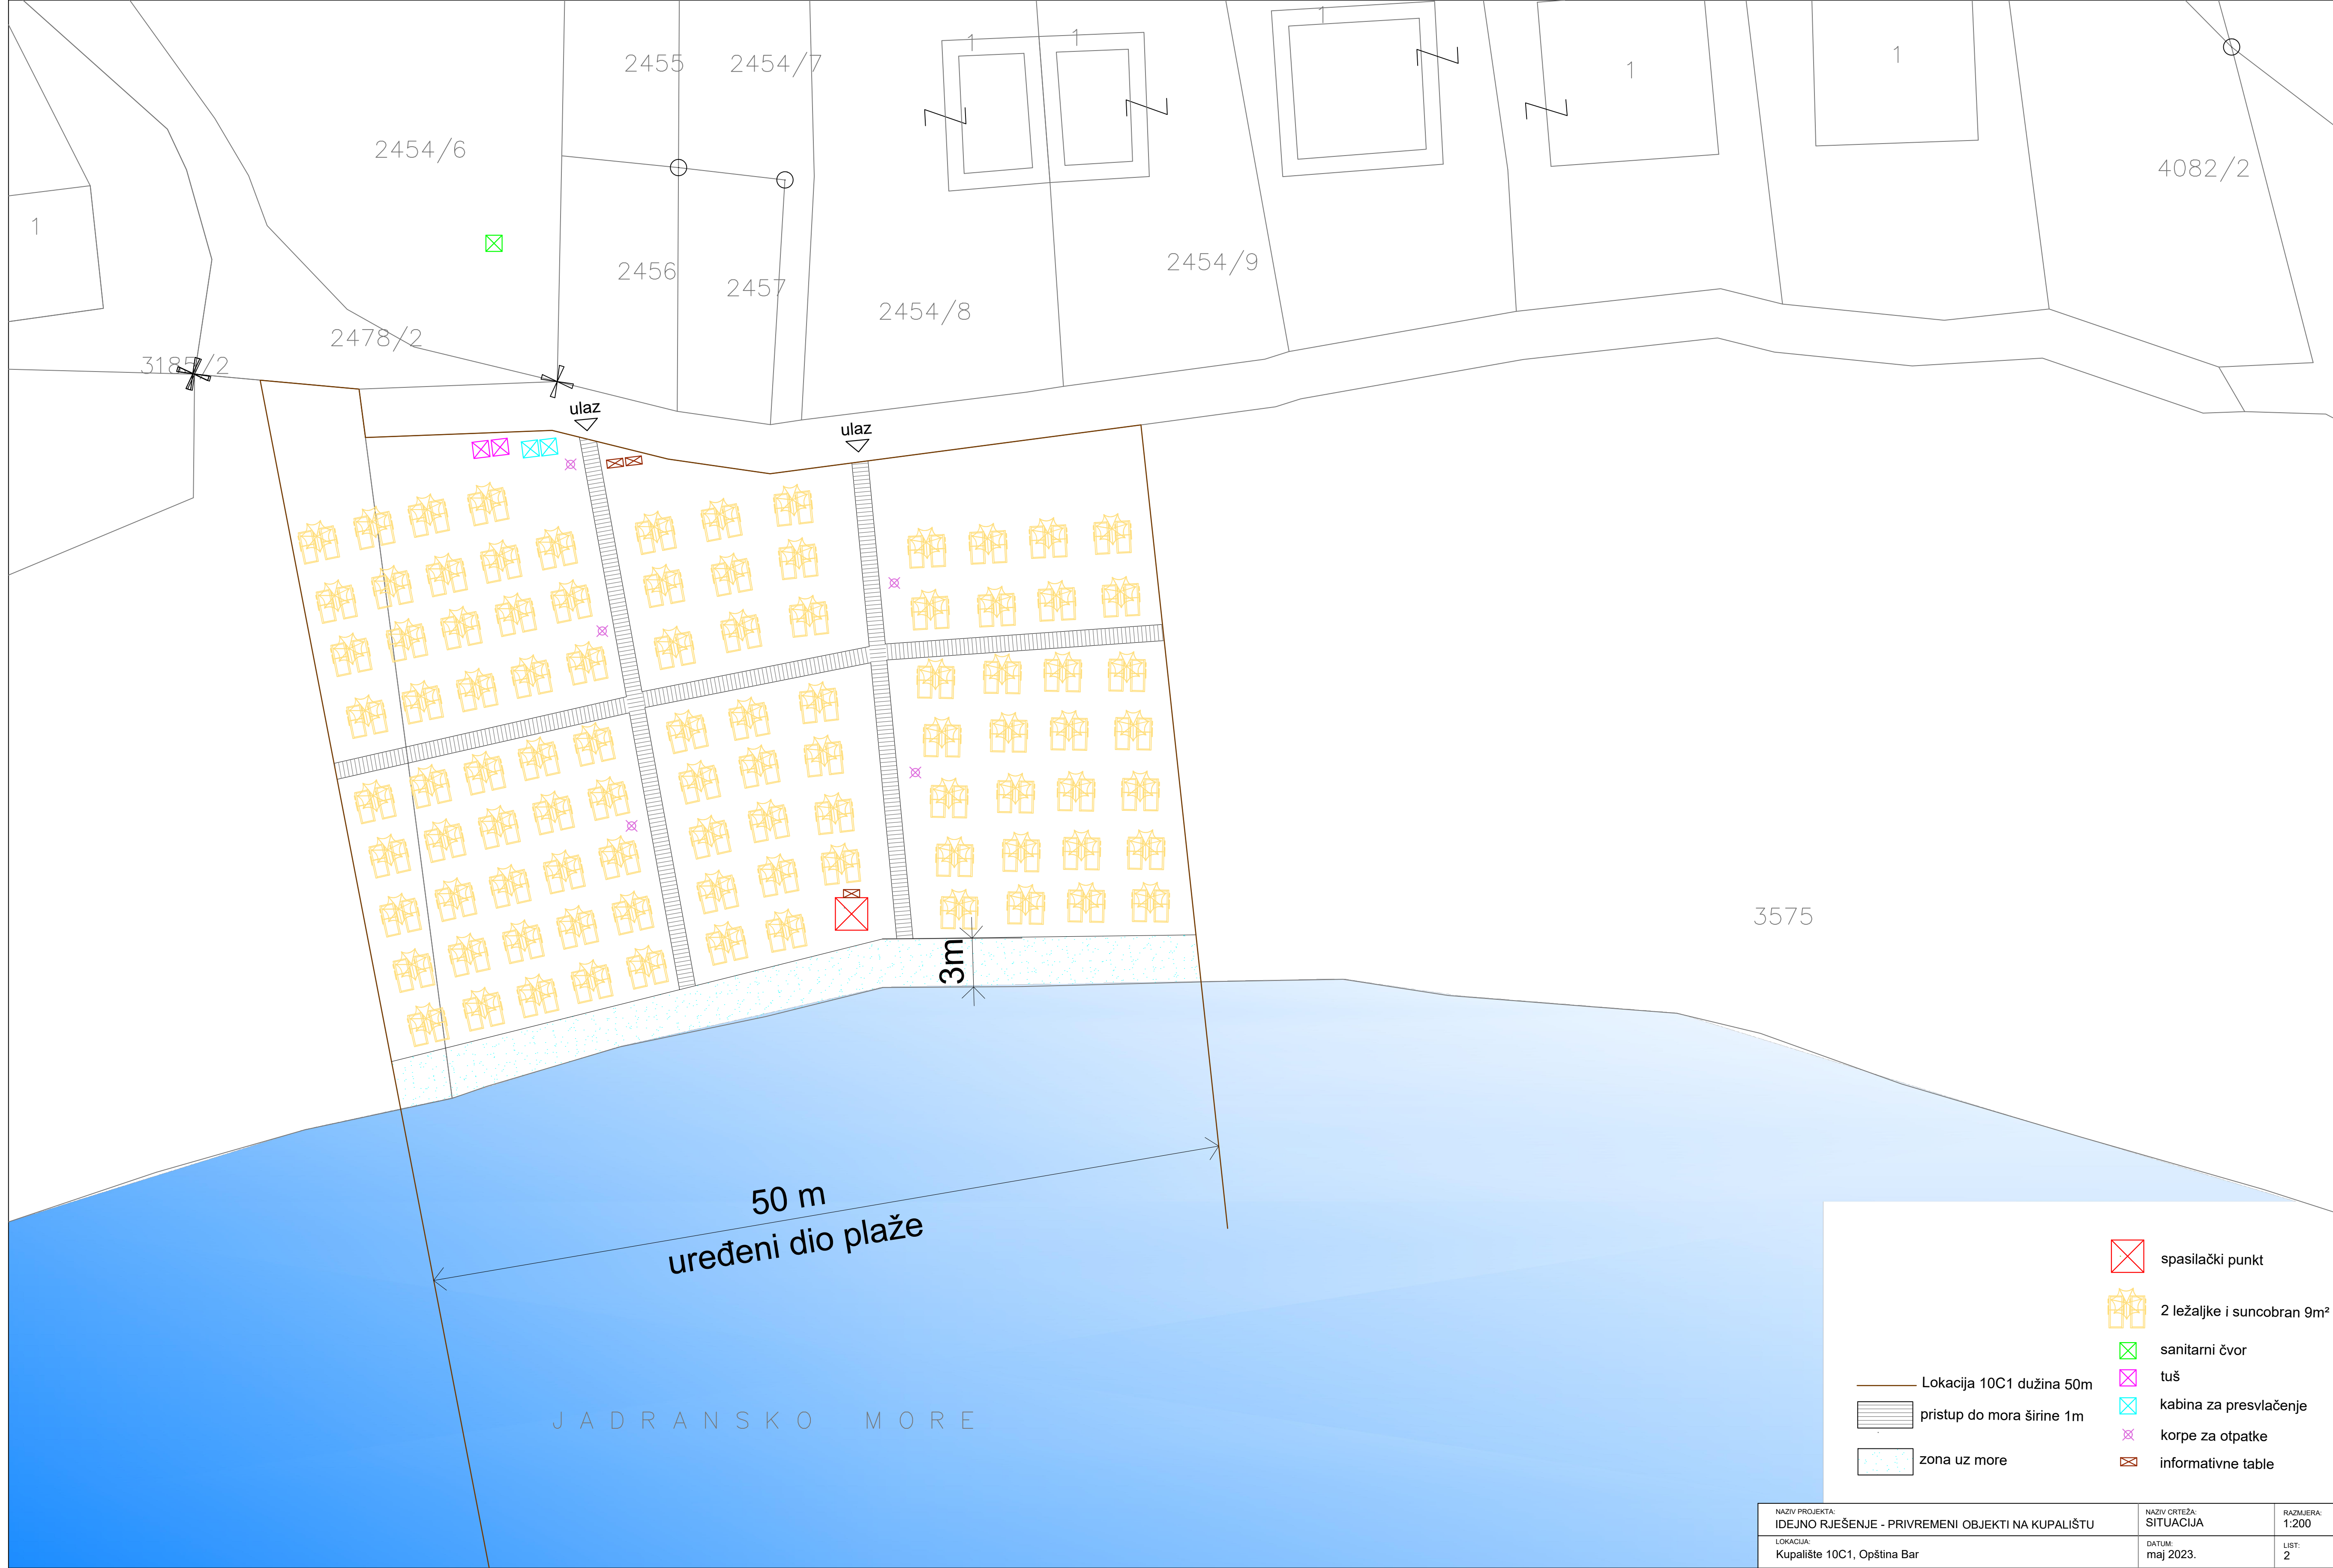 1
1
1
2455
2454/7
1
1
2454/6
4082/2
1
2454/9
2456
2457
2454/8
2478/2
3185/2
ulaz
ulaz
3575
3m
50 m
uređeni dio plaže
JADRANSKO MORE
spasilački punkt
2 ležaljke i suncobran 9m²
sanitarni čvor
tuš
kabina za presvlačenje
korpe za otpatke
informativne table
Lokacija 10C1 dužina 50m
pristup do mora širine 1m
zona uz more
NAZIV PROJEKTA:
IDEJNO RJEŠENJE - PRIVREMENI OBJEKTI NA KUPALIŠTU
NAZIV CRTEŽA:
SITUACIJA
RAZMJERA:
1:200
LOKACIJA:
Kupalište 10C1, Opština Bar
DATUM:
maj 2023.
LIST:
2